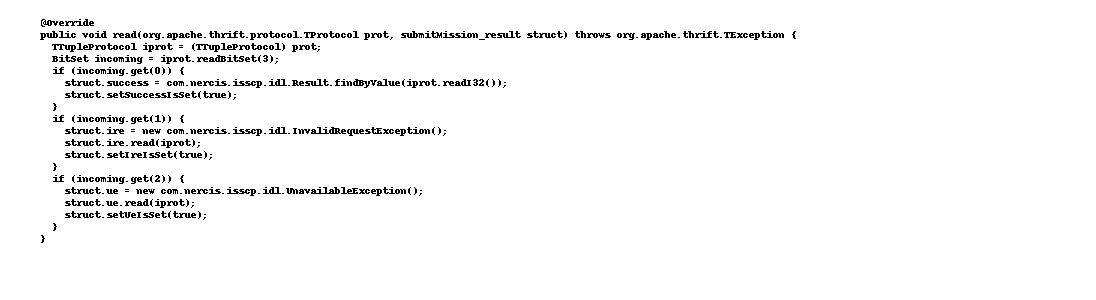 @Override
public void read(org.apache.thrift.protocol.TProtocol prot, submitMission_result struct) throws org.apache.thrift.TException {
  TTupleProtocol iprot = (TTupleProtocol) prot;
  BitSet incoming = iprot.readBitSet(3);
  if (incoming.get(0)) {
    struct.success = com.nercis.isscp.idl.Result.findByValue(iprot.readI32());
    struct.setSuccessIsSet(true);
  }
  if (incoming.get(1)) {
    struct.ire = new com.nercis.isscp.idl.InvalidRequestException();
    struct.ire.read(iprot);
    struct.setIreIsSet(true);
  }
  if (incoming.get(2)) {
    struct.ue = new com.nercis.isscp.idl.UnavailableException();
    struct.ue.read(iprot);
    struct.setUeIsSet(true);
  }
}